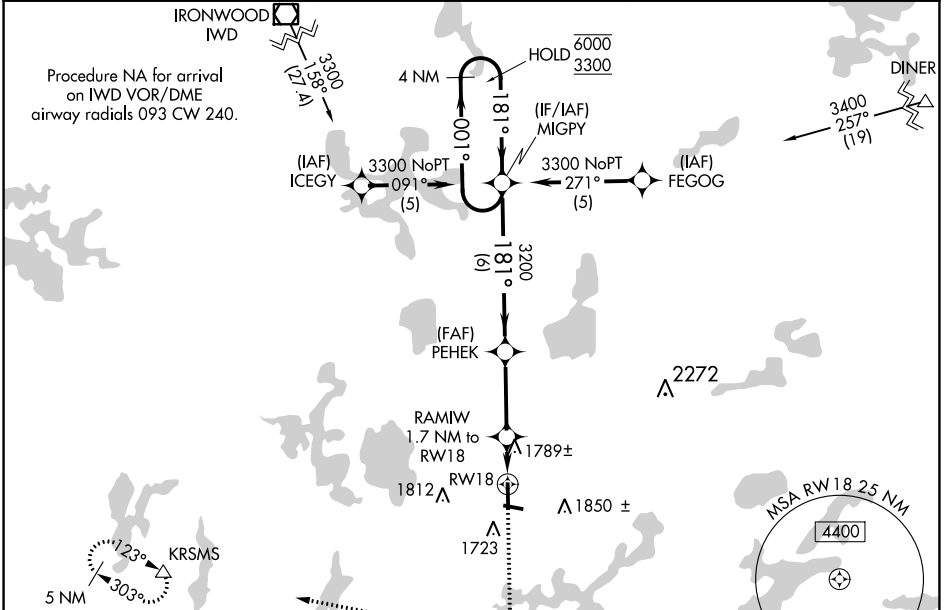 IRONWOOD
IWD
3300
158°
(27.4)
Procedure NA for arrival
on IWD VOR/DME
airway radials 093 CW 240.
4 NM
HOLD
6000
3300
001°
181°
(IF/IAF)
MIGPY
DINER
3400
257°
(19)
(IAF)
ICEGY
3300 NoPT
091°
(5)
3300 NoPT
271°
(5)
(IAF)
FEGOG
3200
181°
(6)
(FAF)
PEHEK
2272
RAMIW
1.7 NM to
RW18
1789±
RW18
1812
1850 ±
1723
MSA RW18 25 NM
4400
123°
KRSMS
303°
5 NM